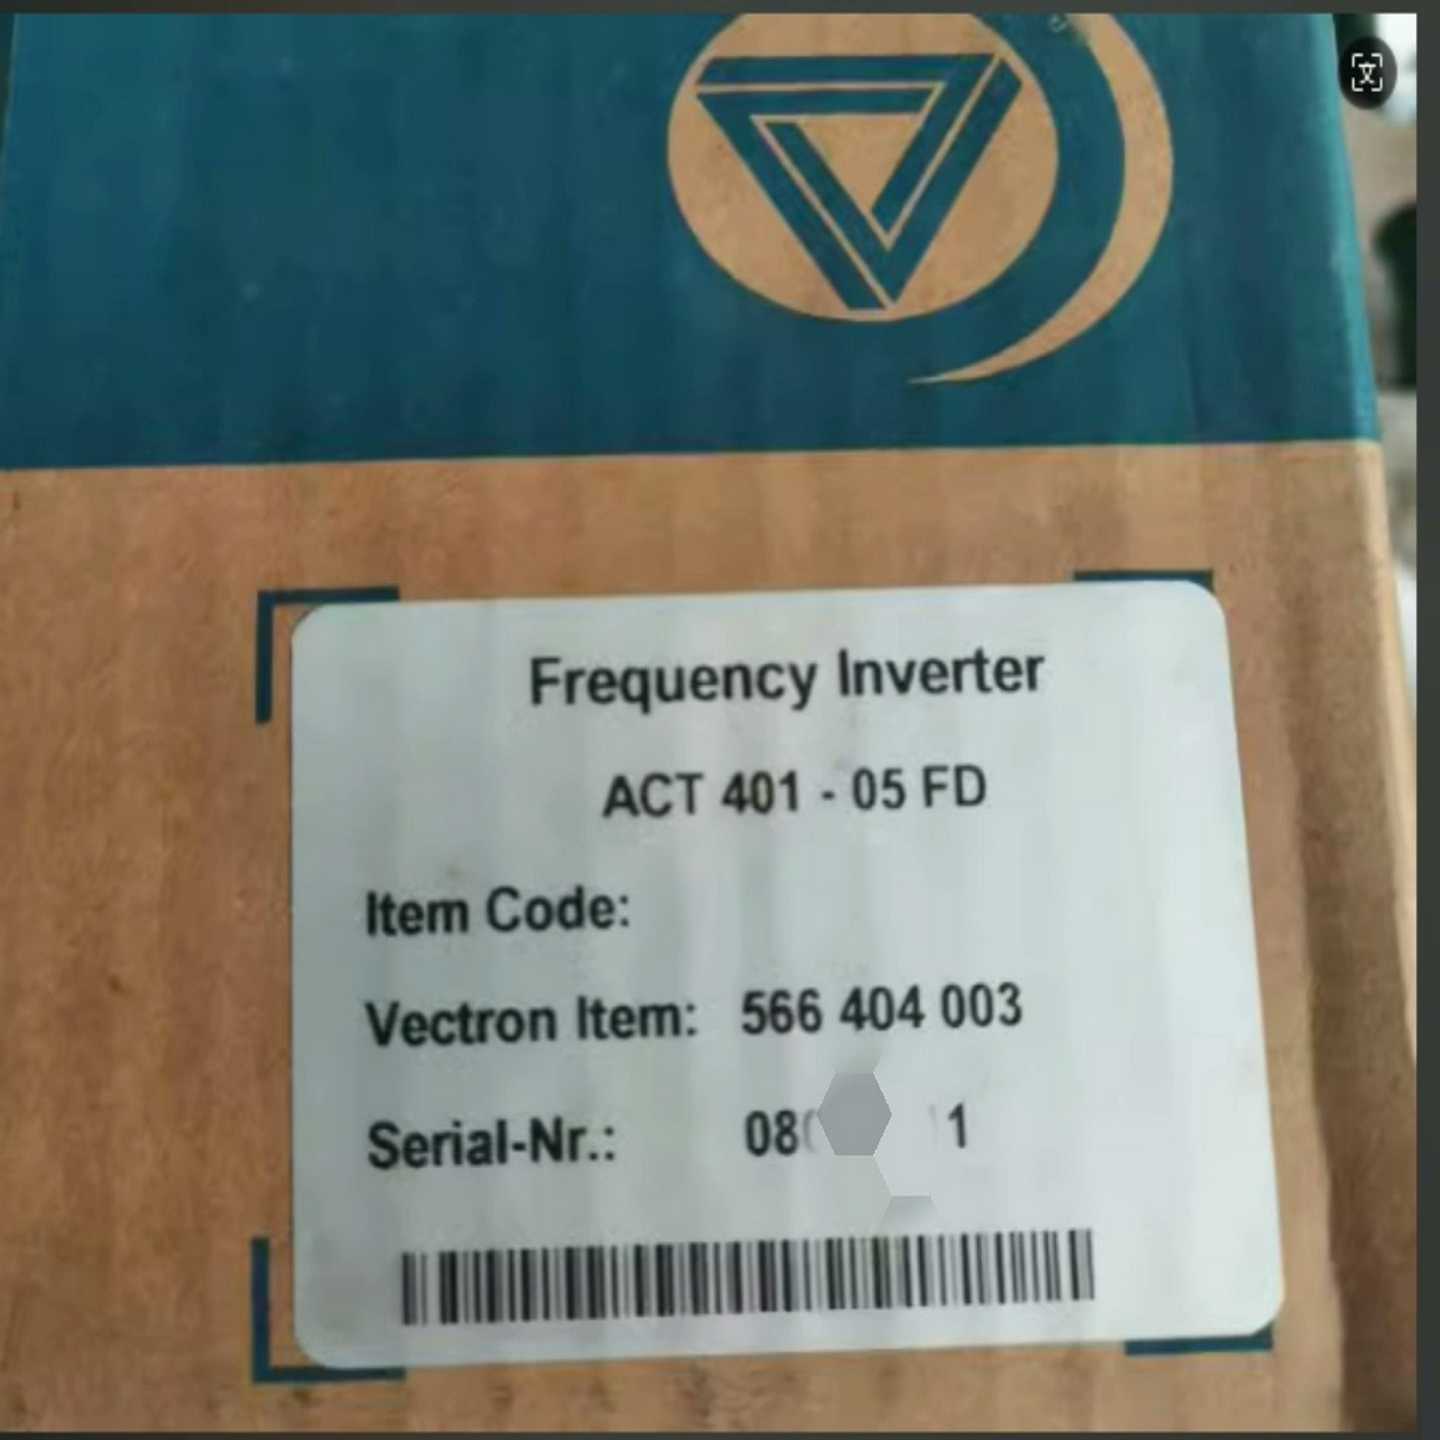 Frequency Inverter
ACT 401 - 05 FD
Item Code:
Vectron Item: 566 404 003
Serial-Nr.: